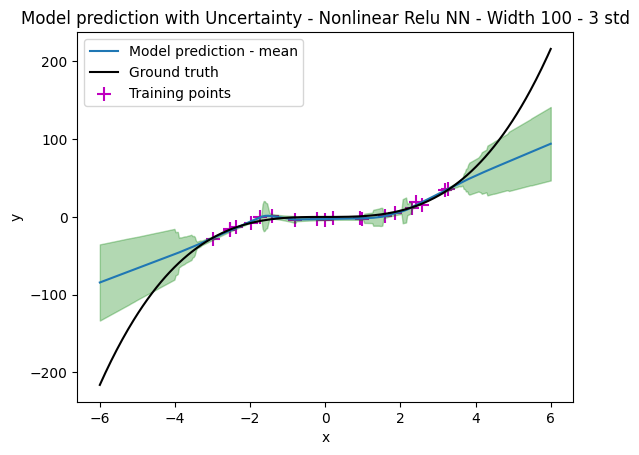 Model prediction with Uncertainty - Nonlinear Relu NN - Width 100 - 3 std
Model prediction - mean
Ground truth
Training points
200
100
0
−100
−200
y
−6 −4 −2 0 2 4 6
x